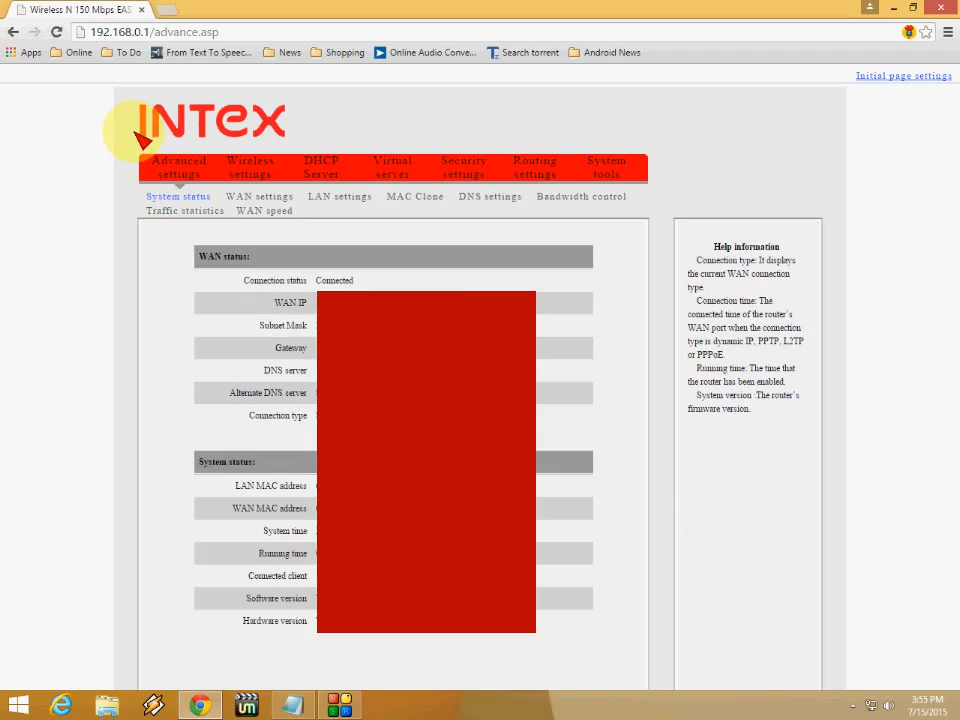 Wireless N 150 Mbps EAS
192.168.0.1/advance.asp
Apps Online To Do From Text To Speec... News Shopping Online Audio Conve... Search torrent Android News
Initial page settings
INTEX
Advanced settings Wireless settings DHCP Server Virtual server Security settings Routing settings System tools
System status WAN settings LAN settings MAC Clone DNS settings Bandwidth control
Traffic statistics WAN speed
WAN status:
Connection status Connected
WAN IP
Subnet Mask
Gateway
DNS server
Alternate DNS server
Connection type
System status:
LAN MAC address
WAN MAC address
System time
Running time
Connected client
Software version
Hardware version
Help information
Connection type: It displays
the current WAN connection
type.
Connection time: The
connected time of the router's
WAN port when the connection
type is dynamic IP, PPTP, L2TP
or PPPoE.
Running time: The time that
the router has been enabled.
System version :The router's
firmware version.
3:55 PM
7/15/2015